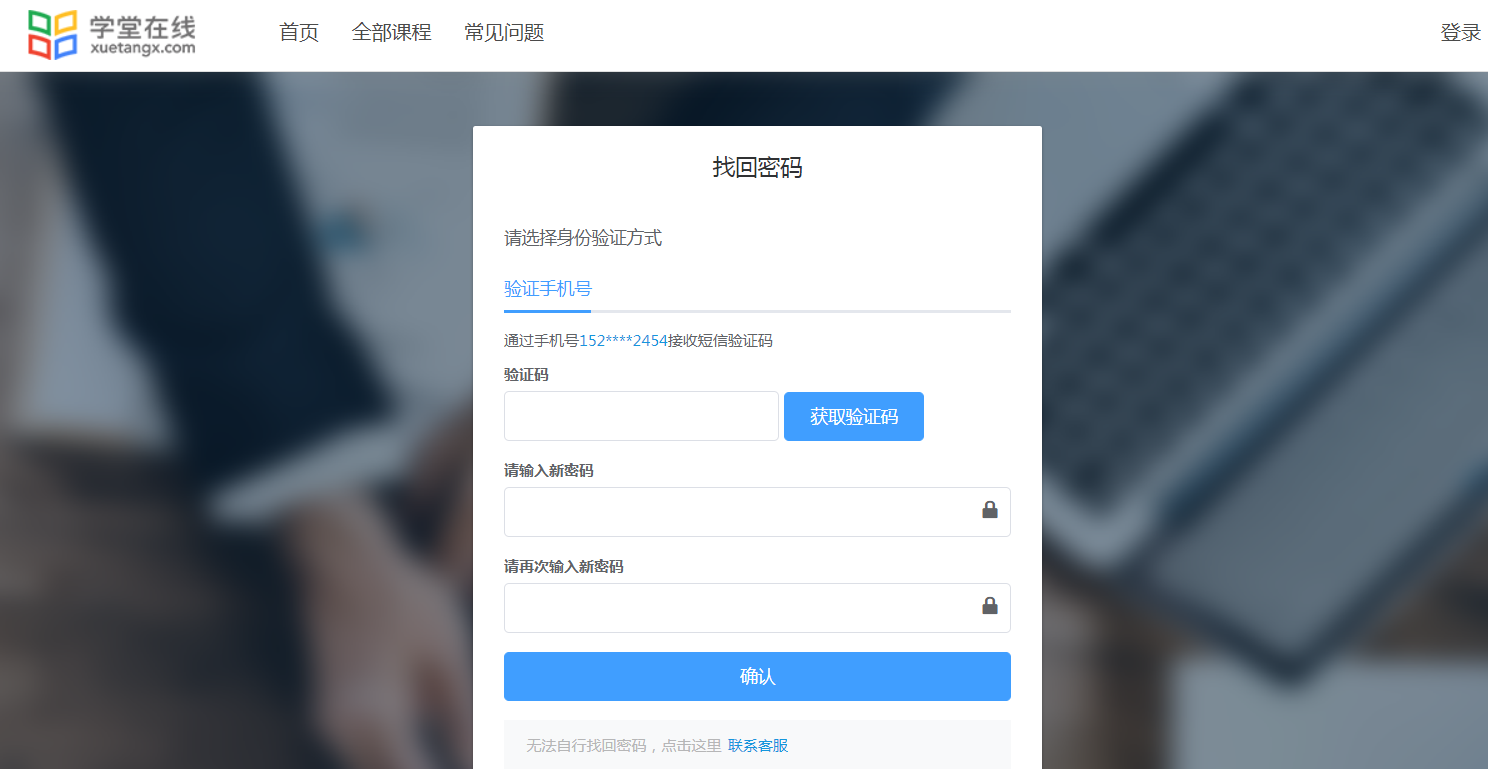 学堂在线
xuetangx.com
首页 全部课程 常见问题 登录
找回密码
请选择身份验证方式
验证手机号
通过手机号152****2454接收短信验证码
验证码
获取验证码
请输入新密码
请再次输入新密码
确认
无法自行找回密码，点击这里 联系客服